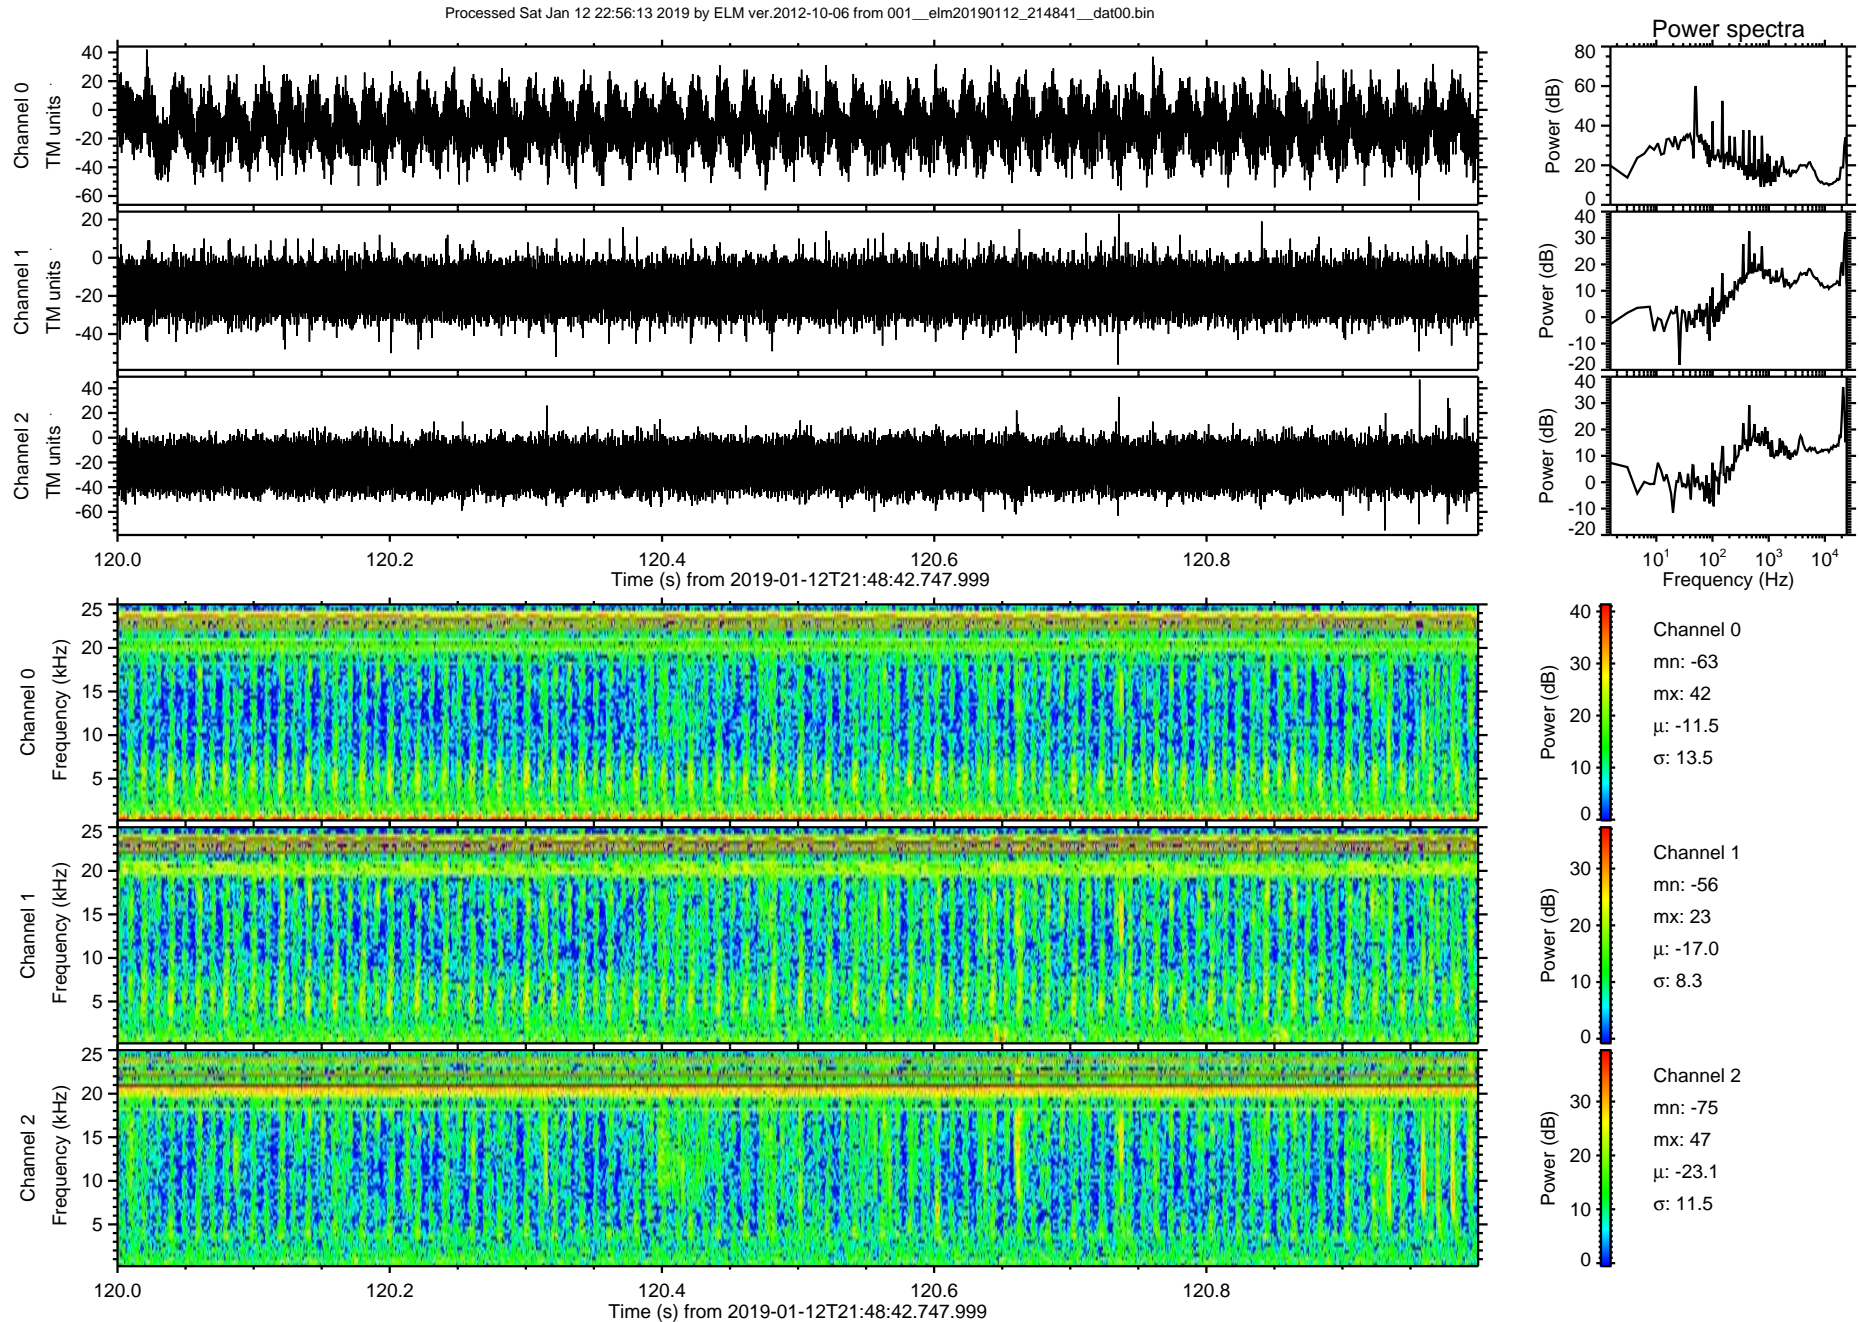 Processed Sat Jan 12 22:56:13 2019 by ELM ver.2012-10-06 from 001__elm20190112_214841__dat00.bin
Power spectra
Channel 0
TM units
40
20
0
-20
-40
-60
Power (dB)
80
60
40
20
0
Channel 1
TM units
20
0
-20
-40
Power (dB)
40
30
20
10
0
-10
-20
Channel 2
TM units
40
20
0
-20
-40
-60
Power (dB)
40
30
20
10
0
-10
-20
120.0 120.2 120.4 120.6 120.8
Time (s) from 2019-01-12T21:48:42.747.999
10¹ 10² 10³ 10⁴
Frequency (Hz)
Channel 0
Frequency (kHz)
25
20
15
10
5
Power (dB)
40
30
20
10
0
Channel 0
mn: -63
mx: 42
μ: -11.5
σ: 13.5
Channel 1
Frequency (kHz)
25
20
15
10
5
Power (dB)
30
20
10
0
Channel 1
mn: -56
mx: 23
μ: -17.0
σ: 8.3
Channel 2
Frequency (kHz)
25
20
15
10
5
Power (dB)
30
20
10
0
Channel 2
mn: -75
mx: 47
μ: -23.1
σ: 11.5
120.0 120.2 120.4 120.6 120.8
Time (s) from 2019-01-12T21:48:42.747.999